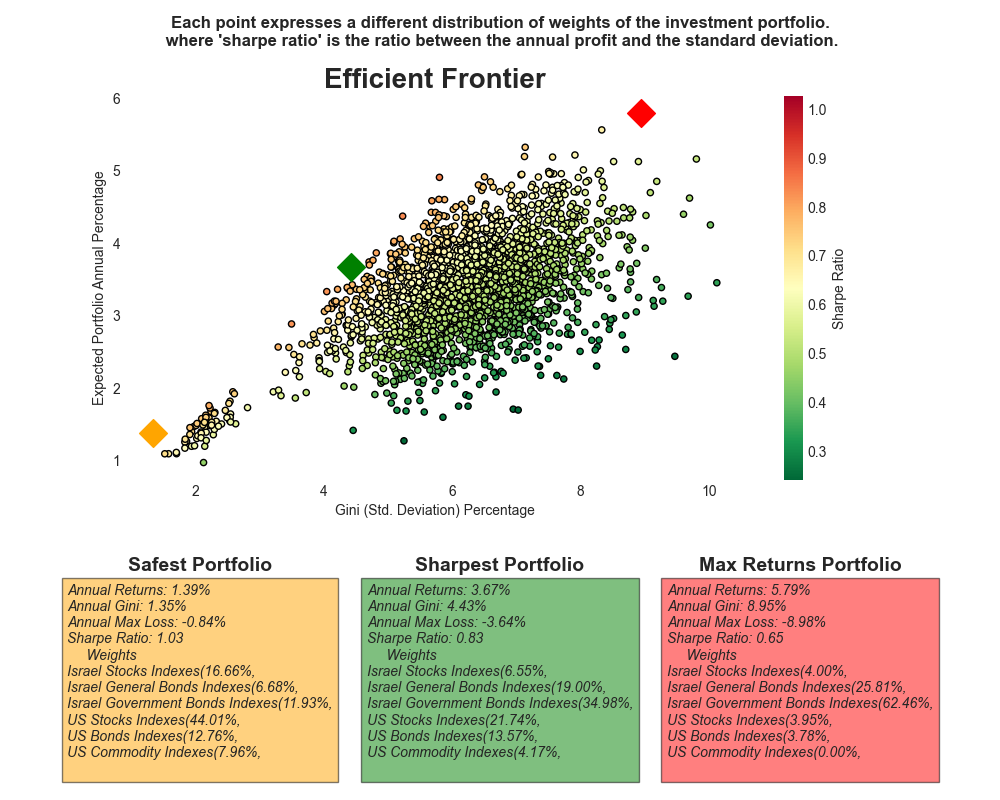 Each point expresses a different distribution of weights of the investment portfolio.
where 'sharpe ratio' is the ratio between the annual profit and the standard deviation.
Efficient Frontier
6
5
4
3
2
1
Expected Portfolio Annual Percentage
2
4
6
8
10
Gini (Std. Deviation) Percentage
1.0
0.9
0.8
0.7
0.6
0.5
0.4
0.3
Sharpe Ratio
Safest Portfolio
Annual Returns: 1.39%
Annual Gini: 1.35%
Annual Max Loss: -0.84%
Sharpe Ratio: 1.03
Weights
Israel Stocks Indexes(16.66%,
Israel General Bonds Indexes(6.68%,
Israel Government Bonds Indexes(11.93%,
US Stocks Indexes(44.01%,
US Bonds Indexes(12.76%,
US Commodity Indexes(7.96%,
Sharpest Portfolio
Annual Returns: 3.67%
Annual Gini: 4.43%
Annual Max Loss: -3.64%
Sharpe Ratio: 0.83
Weights
Israel Stocks Indexes(6.55%,
Israel General Bonds Indexes(19.00%,
Israel Government Bonds Indexes(34.98%,
US Stocks Indexes(21.74%,
US Bonds Indexes(13.57%,
US Commodity Indexes(4.17%,
Max Returns Portfolio
Annual Returns: 5.79%
Annual Gini: 8.95%
Annual Max Loss: -8.98%
Sharpe Ratio: 0.65
Weights
Israel Stocks Indexes(4.00%,
Israel General Bonds Indexes(25.81%,
Israel Government Bonds Indexes(62.46%,
US Stocks Indexes(3.95%,
US Bonds Indexes(3.78%,
US Commodity Indexes(0.00%,